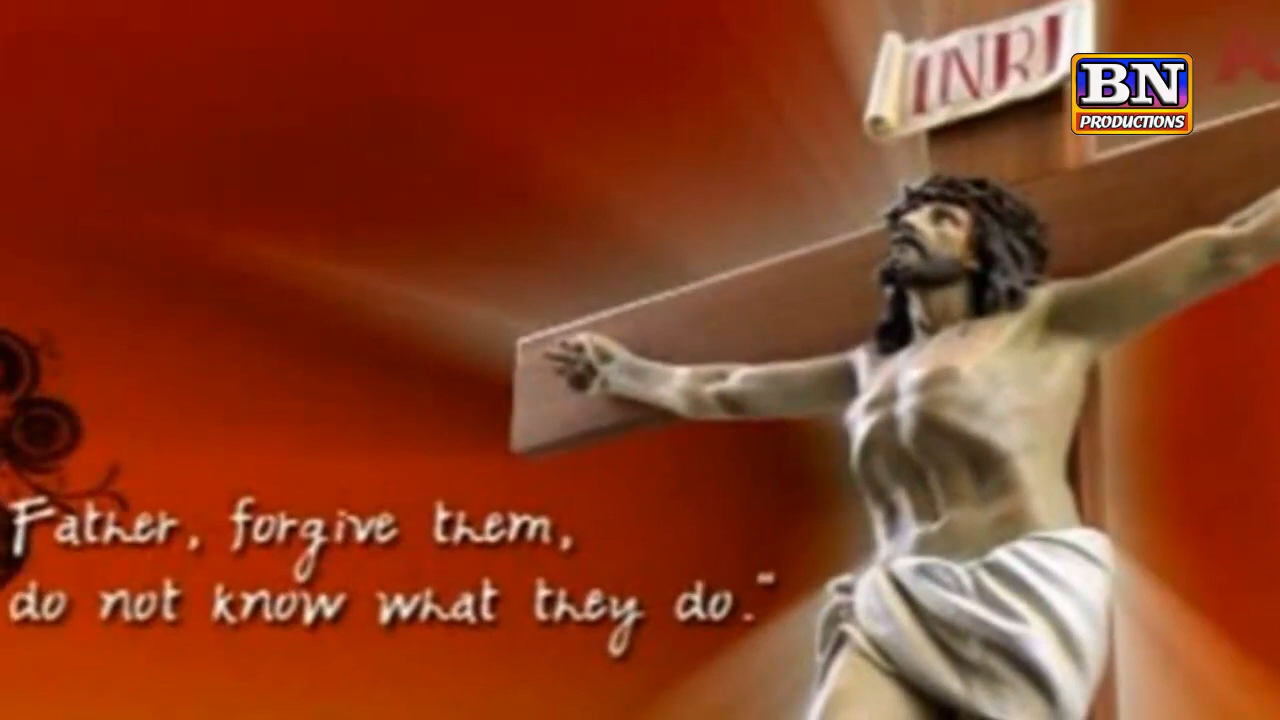 INRI
BN
PRODUCTIONS
Father, forgive them,
do not know what they do."